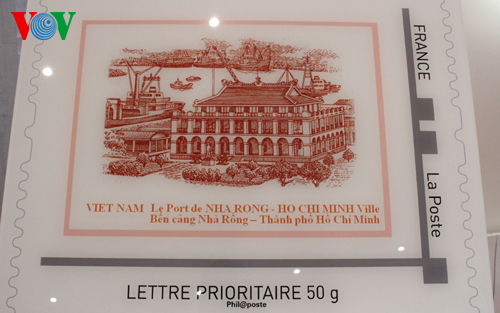 VOV
VIET NAM Le Port de NHA RONG - HO CHI MINH Ville
Bến cảng Nhà Rồng – Thành phố Hồ Chí Minh
FRANCE
La Poste
LETTRE PRIORITAIRE 50 g
Phil@poste